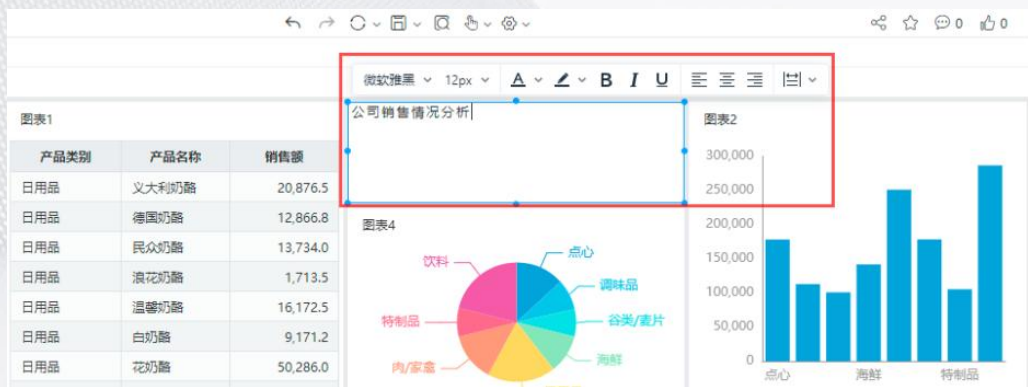 0 0
微软雅黑 12px A B I U
公司销售情况分析
图表1
产品类别 产品名称 销售额
日用品 义大利奶酪 20,876.5
日用品 德国奶酪 12,866.8
日用品 民众奶酪 13,734.0
日用品 浪花奶酪 1,713.5
日用品 温馨奶酪 16,172.5
日用品 白奶酪 9,171.2
日用品 花奶酪 50,286.0
图表4
点心
饮料
调味品
特制品
谷类/麦片
海鲜
肉/家禽
图表2
300,000
250,000
200,000
150,000
100,000
50,000
0
点心 海鲜 特制品